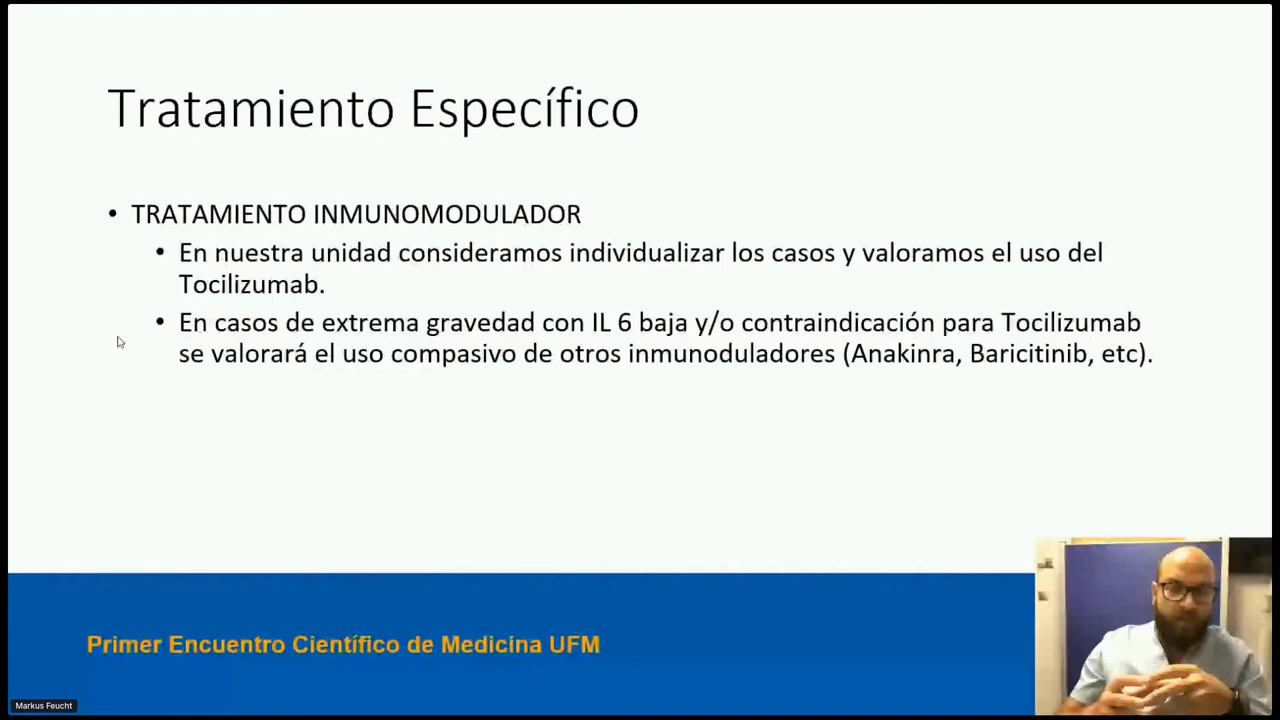 Tratamiento Específico
• TRATAMIENTO INMUNOMODULADOR
• En nuestra unidad consideramos individualizar los casos y valoramos el uso del
Tocilizumab.
• En casos de extrema gravedad con IL 6 baja y/o contraindicación para Tocilizumab
se valorará el uso compasivo de otros inmunoduladores (Anakinra, Baricitinib, etc).
Primer Encuentro Científico de Medicina UFM
Markus Feucht